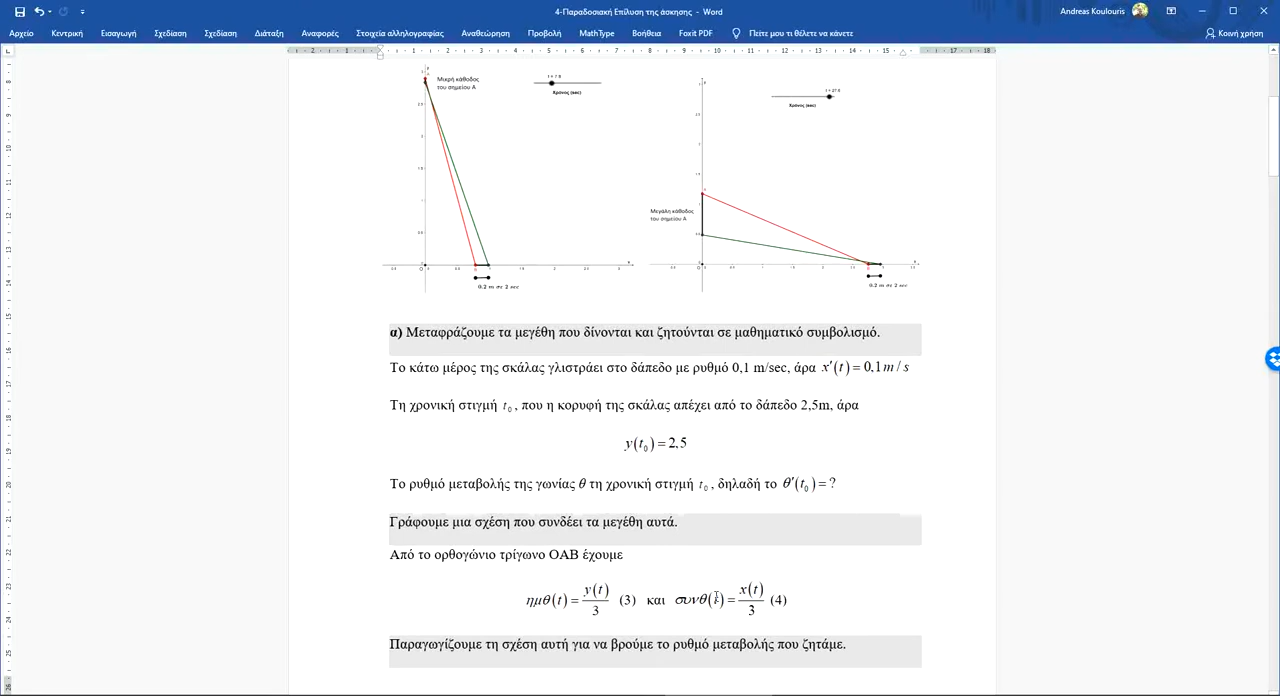 4-Παραδοσιακή Επίλυση της άσκησης - Word
Andreas Koulouris
Αρχείο Κεντρική Εισαγωγή Σχεδίαση Σχεδίαση Διάταξη Αναφορές Στοιχεία αλληλογραφίας Αναθεώρηση Προβολή MathType Βοήθεια Foxit PDF Πείτε μου τι θέλετε να κάνετε Κοινή χρήση
Μικρή κάθοδος
του σημείου Α
Χρόνος (sec)
0.2 m σε 2 sec
Χρόνος (sec)
Μεγάλη κάθοδος
του σημείου Α
0.2 m σε 2 sec
α) Μεταφράζουμε τα μεγέθη που δίνονται και ζητούνται σε μαθηματικό συμβολισμό.
Το κάτω μέρος της σκάλας γλιστράει στο δάπεδο με ρυθμό 0,1 m/sec, άρα x′(t) = 0,1 m / s
Τη χρονική στιγμή t₀, που η κορυφή της σκάλας απέχει από το δάπεδο 2,5m, άρα
y(t₀) = 2,5
Το ρυθμό μεταβολής της γωνίας θ τη χρονική στιγμή t₀, δηλαδή το θ′(t₀) = ?
Γράφουμε μια σχέση που συνδέει τα μεγέθη αυτά.
Από το ορθογώνιο τρίγωνο ΟΑΒ έχουμε
ημθ(t) = y(t)/3 (3) και συνθ(t) = x(t)/3 (4)
Παραγωγίζουμε τη σχέση αυτή για να βρούμε το ρυθμό μεταβολής που ζητάμε.